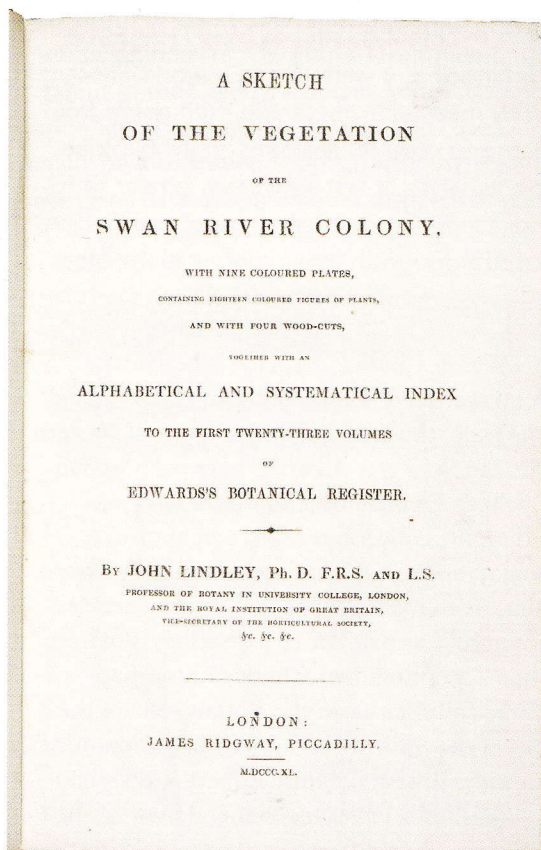 A SKETCH
OF THE VEGETATION
OF THE
SWAN RIVER COLONY,
WITH NINE COLOURED PLATES,
CONTAINING EIGHTEEN COLOURED FIGURES OF PLANTS,
AND WITH FOUR WOOD-CUTS,
TOGETHER WITH AN
ALPHABETICAL AND SYSTEMATICAL INDEX
TO THE FIRST TWENTY-THREE VOLUMES
OF
EDWARDS'S BOTANICAL REGISTER.
BY JOHN LINDLEY, Ph. D. F.R.S. AND L.S.
PROFESSOR OF BOTANY IN UNIVERSITY COLLEGE, LONDON,
AND THE ROYAL INSTITUTION OF GREAT BRITAIN,
VICE-SECRETARY OF THE HORTICULTURAL SOCIETY,
&c. &c. &c.
LONDON:
JAMES RIDGWAY, PICCADILLY.
M.DCCC.XL.